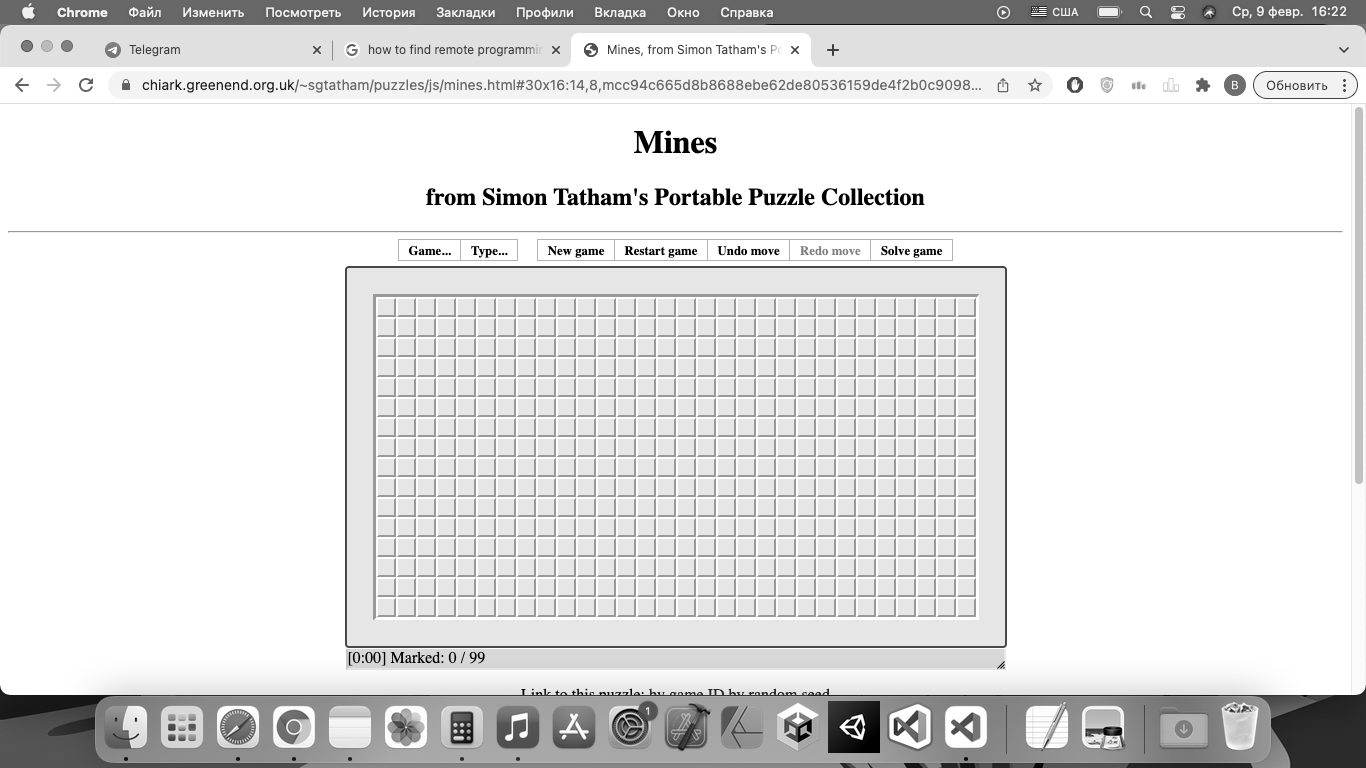 Chrome Файл Изменить Посмотреть История Закладки Профили Вкладка Окно Справка США Ср, 9 февр. 16:22
Telegram how to find remote programmi Mines, from Simon Tatham's P
chiark.greenend.org.uk/~sgtatham/puzzles/js/mines.html#30x16:14,8,mcc94c665d8b8688ebe62de80536159de4f2b0c9098... B Обновить
Mines
from Simon Tatham's Portable Puzzle Collection
Game... Type... New game Restart game Undo move Redo move Solve game
[0:00] Marked: 0 / 99
Link to this puzzle: by game ID by random seed
1